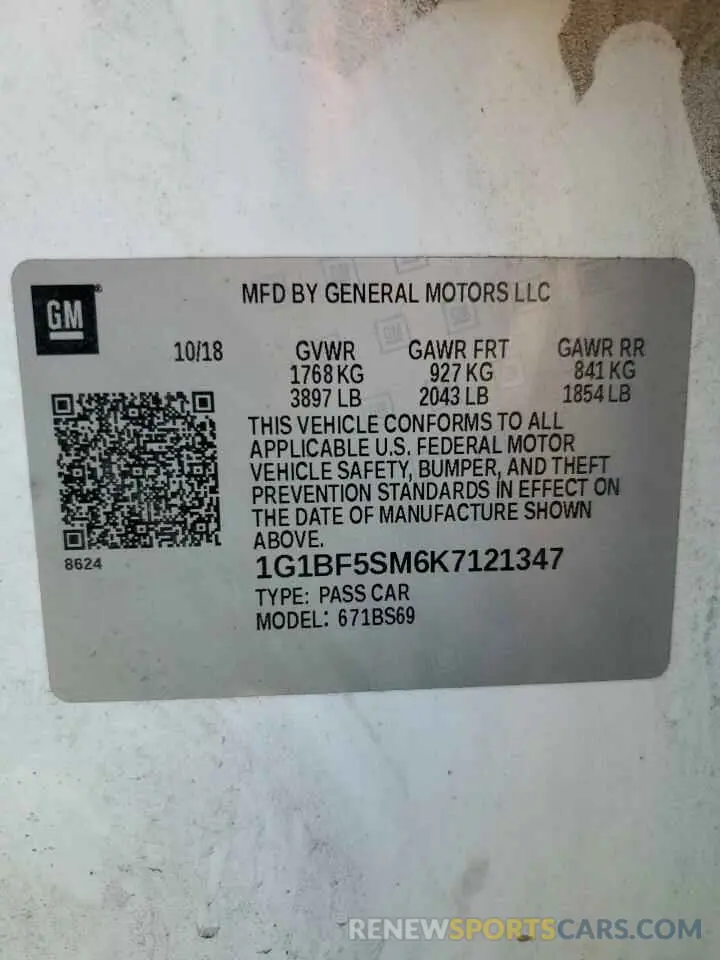 GM®
MFD BY GENERAL MOTORS LLC
10/18 GVWR GAWR FRT GAWR RR
1768 KG 927 KG 841 KG
3897 LB 2043 LB 1854 LB
THIS VEHICLE CONFORMS TO ALL
APPLICABLE U.S. FEDERAL MOTOR
VEHICLE SAFETY, BUMPER, AND THEFT
PREVENTION STANDARDS IN EFFECT ON
THE DATE OF MANUFACTURE SHOWN
ABOVE.
8624
1G1BF5SM6K7121347
TYPE: PASS CAR
MODEL: 671BS69
RENEWSPORTSCARS.COM